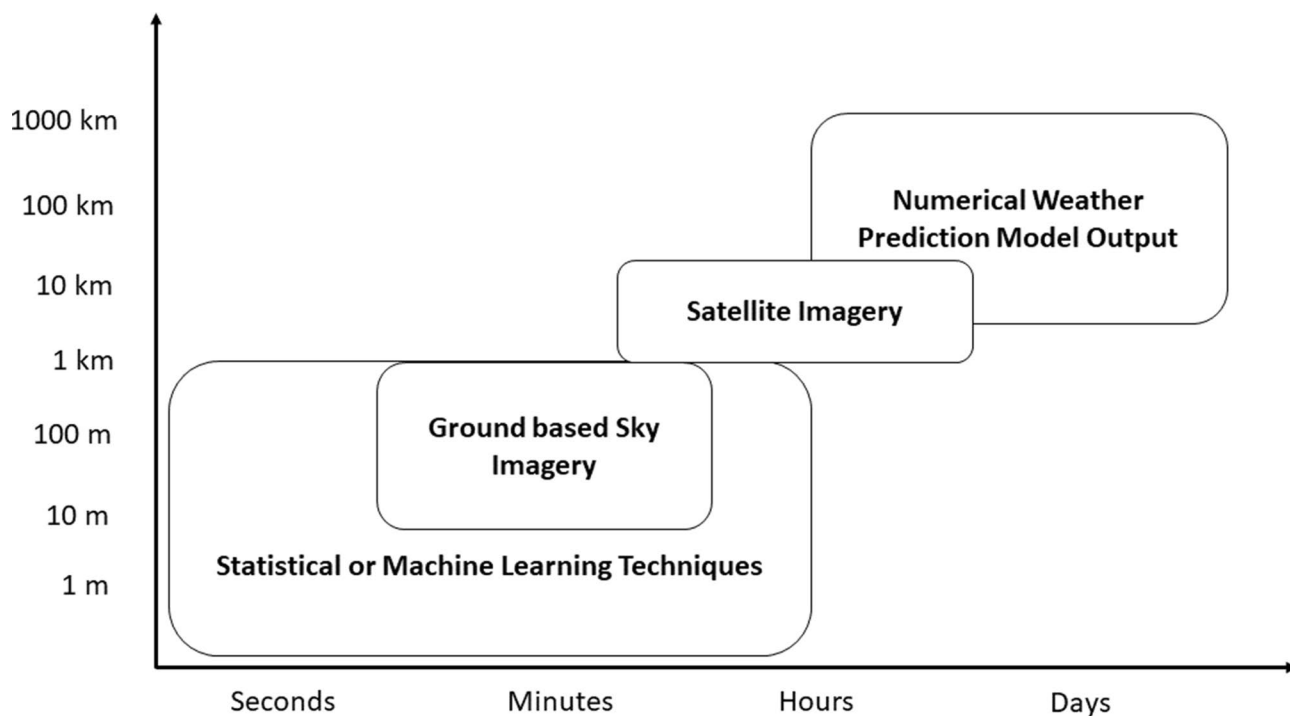 1000 km
100 km
10 km
1 km
100 m
10 m
1 m
Numerical Weather
Prediction Model Output
Satellite Imagery
Ground based Sky
Imagery
Statistical or Machine Learning Techniques
Seconds
Minutes
Hours
Days